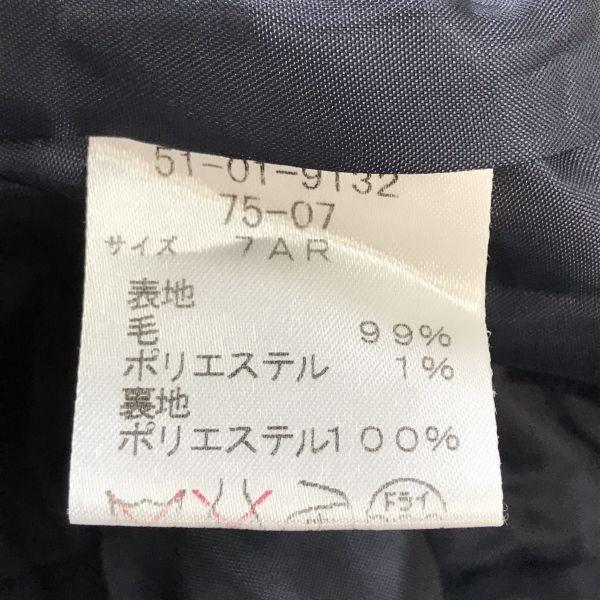 51-01-9132
75-07
サイズ 7AR
表地
毛 99%
ポリエステル 1%
裏地
ポリエステル100%
ドライ